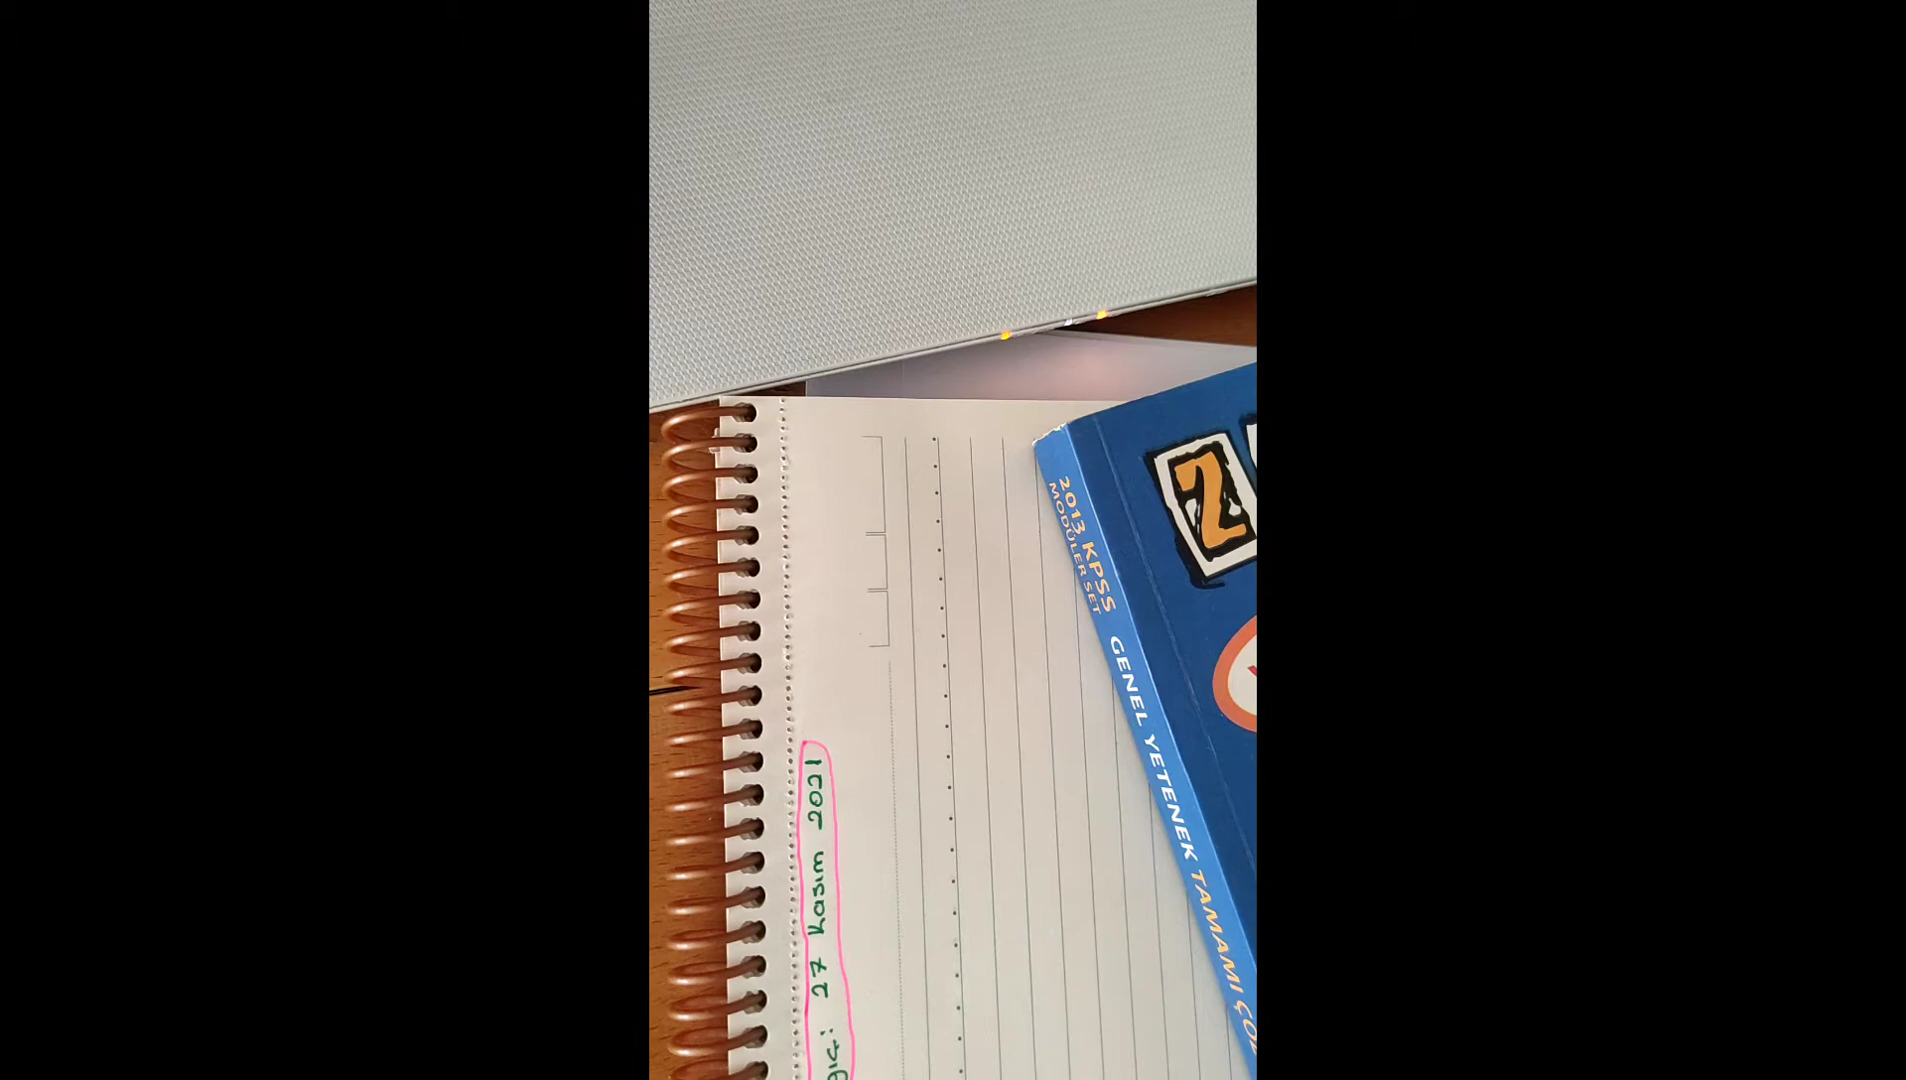 2013 KPSS
MODÜLER SET
GENEL YETENEK TAMAMI
Z
27 Kasım 2021